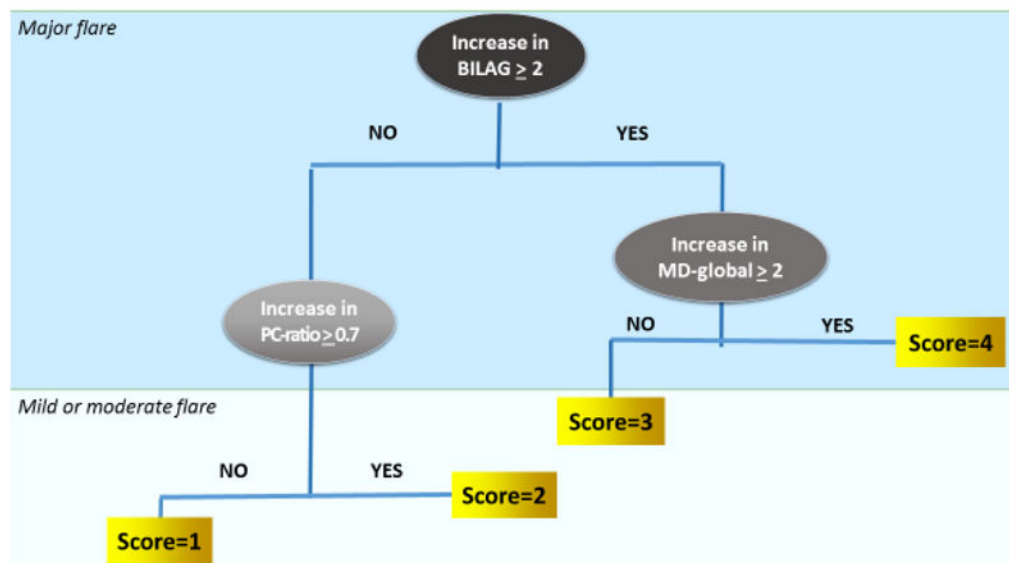 Major flare
Increase in
BILAG ≥ 2
NO
YES
Increase in
MD-global ≥ 2
Increase in
PC-ratio ≥ 0.7
NO
YES
Score=4
Mild or moderate flare
Score=3
NO
YES
Score=2
Score=1